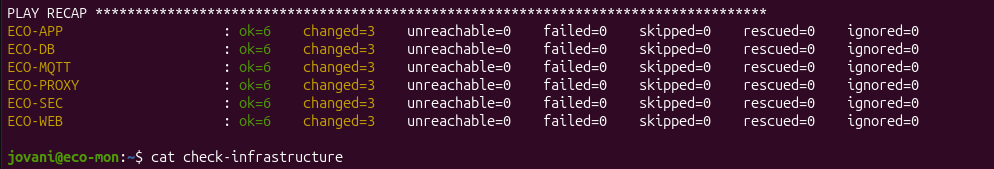 PLAY RECAP ************************************************************************************
ECO-APP : ok=6 changed=3 unreachable=0 failed=0 skipped=0 rescued=0 ignored=0
ECO-DB : ok=6 changed=3 unreachable=0 failed=0 skipped=0 rescued=0 ignored=0
ECO-MQTT : ok=6 changed=3 unreachable=0 failed=0 skipped=0 rescued=0 ignored=0
ECO-PROXY : ok=6 changed=3 unreachable=0 failed=0 skipped=0 rescued=0 ignored=0
ECO-SEC : ok=6 changed=3 unreachable=0 failed=0 skipped=0 rescued=0 ignored=0
ECO-WEB : ok=6 changed=3 unreachable=0 failed=0 skipped=0 rescued=0 ignored=0
jovani@eco-mon:~$ cat check-infrastructure